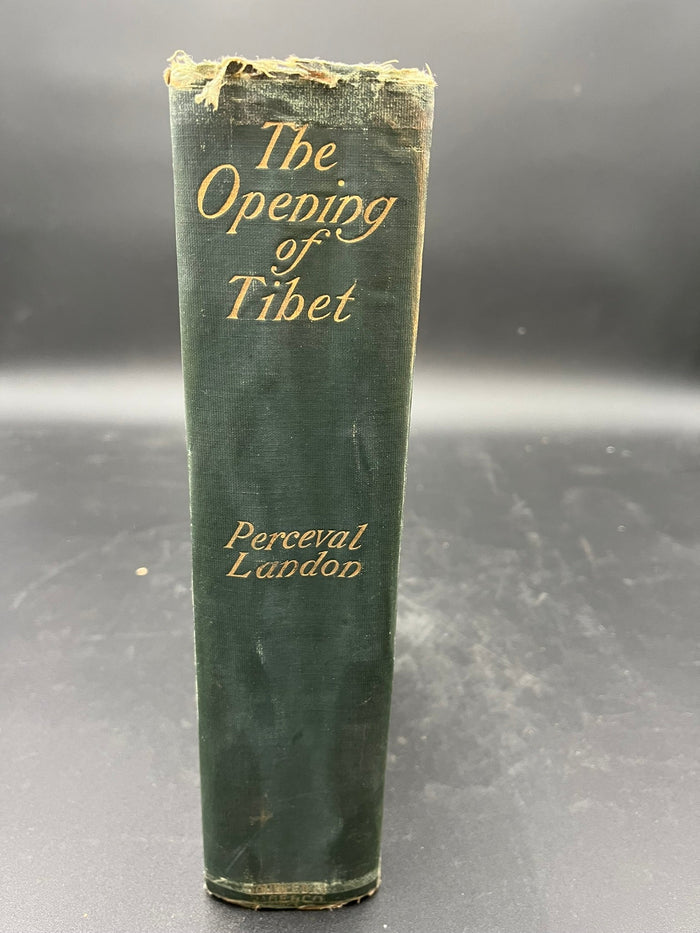 The
Opening
of
Tibet
Perceval
Landon